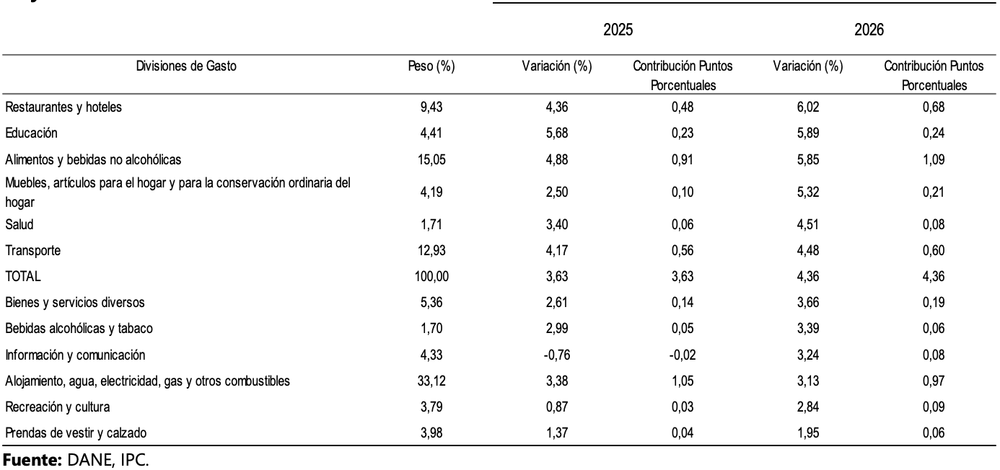 2025 2026
Divisiones de Gasto Peso (%) Variación (%) Contribución Puntos Variación (%) Contribución Puntos
Porcentuales Porcentuales
Restaurantes y hoteles 9,43 4,36 0,48 6,02 0,68
Educación 4,41 5,68 0,23 5,89 0,24
Alimentos y bebidas no alcohólicas 15,05 4,88 0,91 5,85 1,09
Muebles, artículos para el hogar y para la conservación ordinaria del
hogar 4,19 2,50 0,10 5,32 0,21
Salud 1,71 3,40 0,06 4,51 0,08
Transporte 12,93 4,17 0,56 4,48 0,60
TOTAL 100,00 3,63 3,63 4,36 4,36
Bienes y servicios diversos 5,36 2,61 0,14 3,66 0,19
Bebidas alcohólicas y tabaco 1,70 2,99 0,05 3,39 0,06
Información y comunicación 4,33 -0,76 -0,02 3,24 0,08
Alojamiento, agua, electricidad, gas y otros combustibles 33,12 3,38 1,05 3,13 0,97
Recreación y cultura 3,79 0,87 0,03 2,84 0,09
Prendas de vestir y calzado 3,98 1,37 0,04 1,95 0,06
Fuente: DANE, IPC.